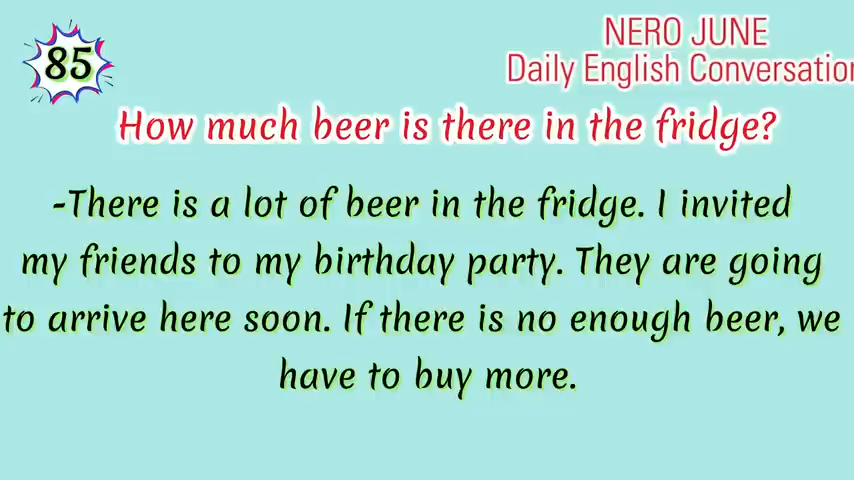 85
NERO JUNE
Daily English Conversation
How much beer is there in the fridge?
-There is a lot of beer in the fridge. I invited
my friends to my birthday party. They are going
to arrive here soon. If there is no enough beer, we
have to buy more.